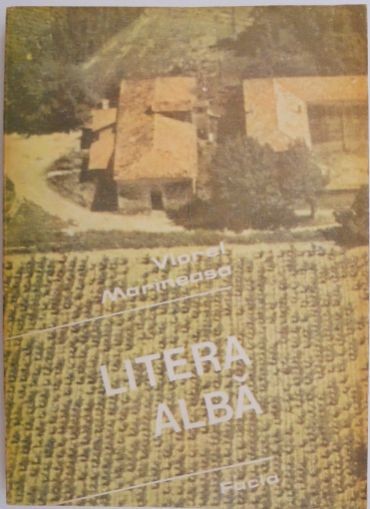 Viorel
Marineasa
LITERA
ALBĂ
Facla